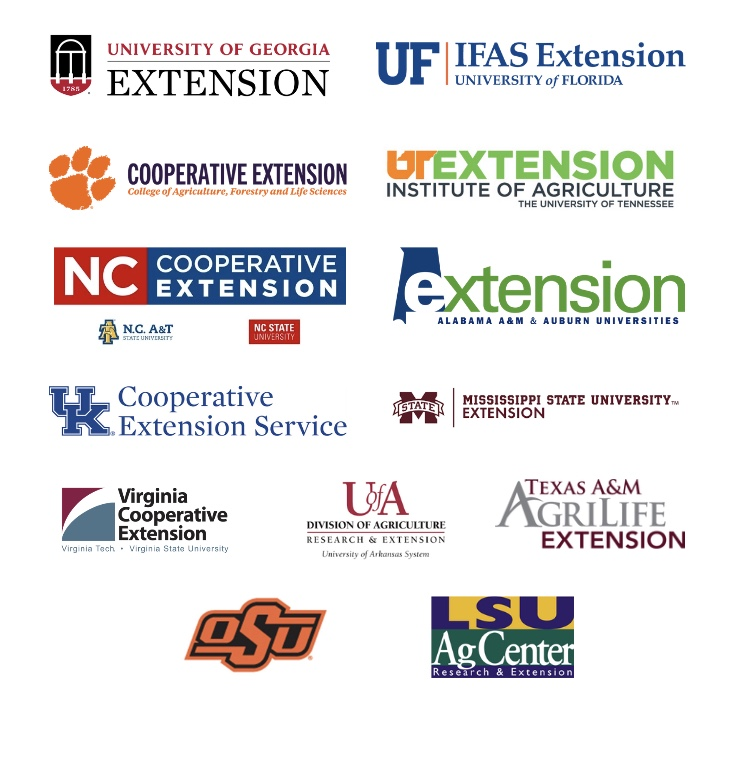 UNIVERSITY OF GEORGIA
EXTENSION
1785
UF
IFAS Extension
UNIVERSITY of FLORIDA
COOPERATIVE EXTENSION
College of Agriculture, Forestry and Life Sciences
UTEXTENSION
INSTITUTE OF AGRICULTURE
THE UNIVERSITY OF TENNESSEE
NC
COOPERATIVE
EXTENSION
N.C. A&T
STATE UNIVERSITY
NC STATE
UNIVERSITY
extension
ALABAMA A&M & AUBURN UNIVERSITIES
UK®
Cooperative
Extension Service
STATE
MISSISSIPPI STATE UNIVERSITY™
EXTENSION
Virginia
Cooperative
Extension
Virginia Tech. • Virginia State University
UofA
DIVISION OF AGRICULTURE
RESEARCH & EXTENSION
University of Arkansas System
TEXAS A&M
AGRILIFE
EXTENSION
OSU®
LSU
AgCenter
Research & Extension